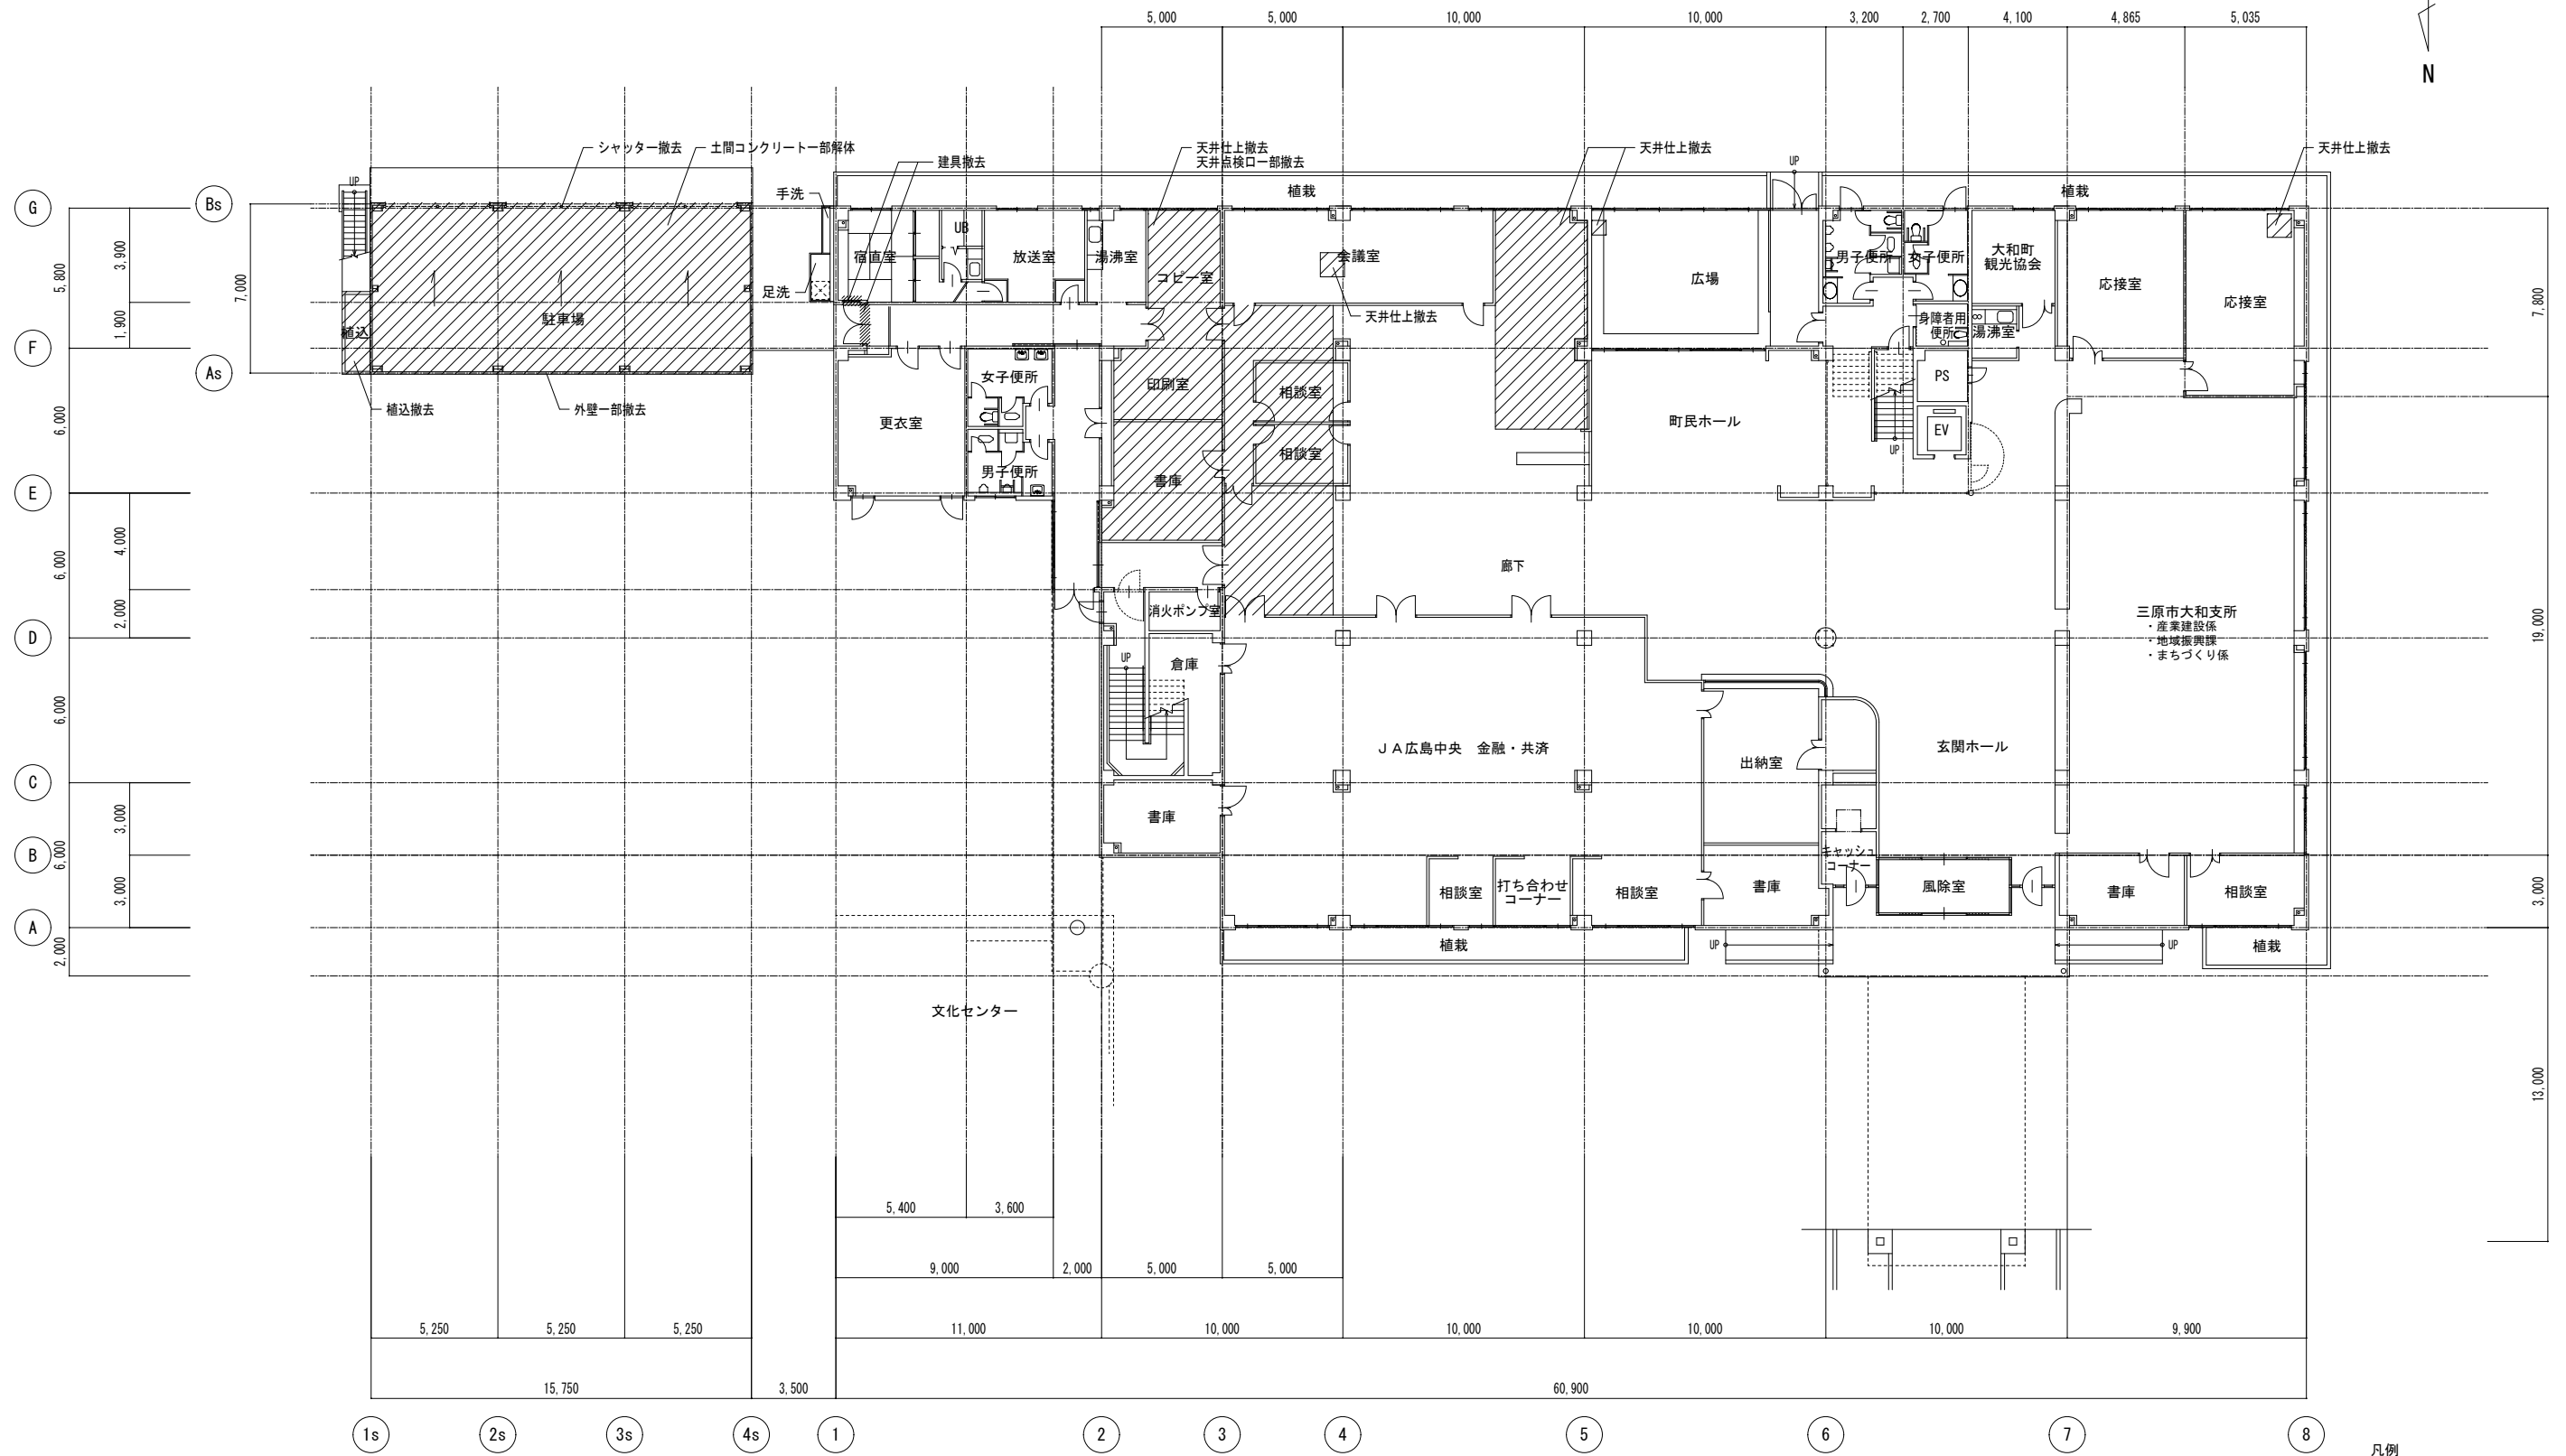 5,000
5,000
10,000
10,000
3,200
2,700
4,100
4,865
5,035
N
シャッター撤去
土間コンクリート一部解体
建具撤去
天井仕上撤去
天井点検口一部撤去
天井仕上撤去
天井仕上撤去
UP
UP
手洗
植栽
植栽
G
Bs
宿直室
UB
放送室
湯沸室
コピー室
会議室
広場
男子便所
女子便所
大和町
観光協会
応接室
応接室
足洗
天井仕上撤去
植込
駐車場
身障者用
便所
湯沸室
F
As
3,900
1,900
5,800
7,000
7,800
植込撤去
外壁一部撤去
女子便所
印刷室
相談室
PS
更衣室
町民ホール
EV
UP
男子便所
書庫
相談室
6,000
E
4,000
2,000
6,000
廊下
消火ポンプ室
三原市大和支所
・産業建設係
・地域振興課
・まちづくり係
19,000
D
UP
倉庫
6,000
JA広島中央 金融・共済
出納室
玄関ホール
C
書庫
3,000
6,000
3,000
B
キャッシュ
コーナー
相談室
打ち合わせ
コーナー
相談室
書庫
風除室
書庫
相談室
3,000
A
植栽
UP
UP
植栽
2,000
文化センター
13,000
5,400
3,600
9,000
2,000
5,000
5,000
5,250
5,250
5,250
11,000
10,000
10,000
10,000
10,000
9,900
15,750
3,500
60,900
1s
2s
3s
4s
1
2
3
4
5
6
7
8
凡例